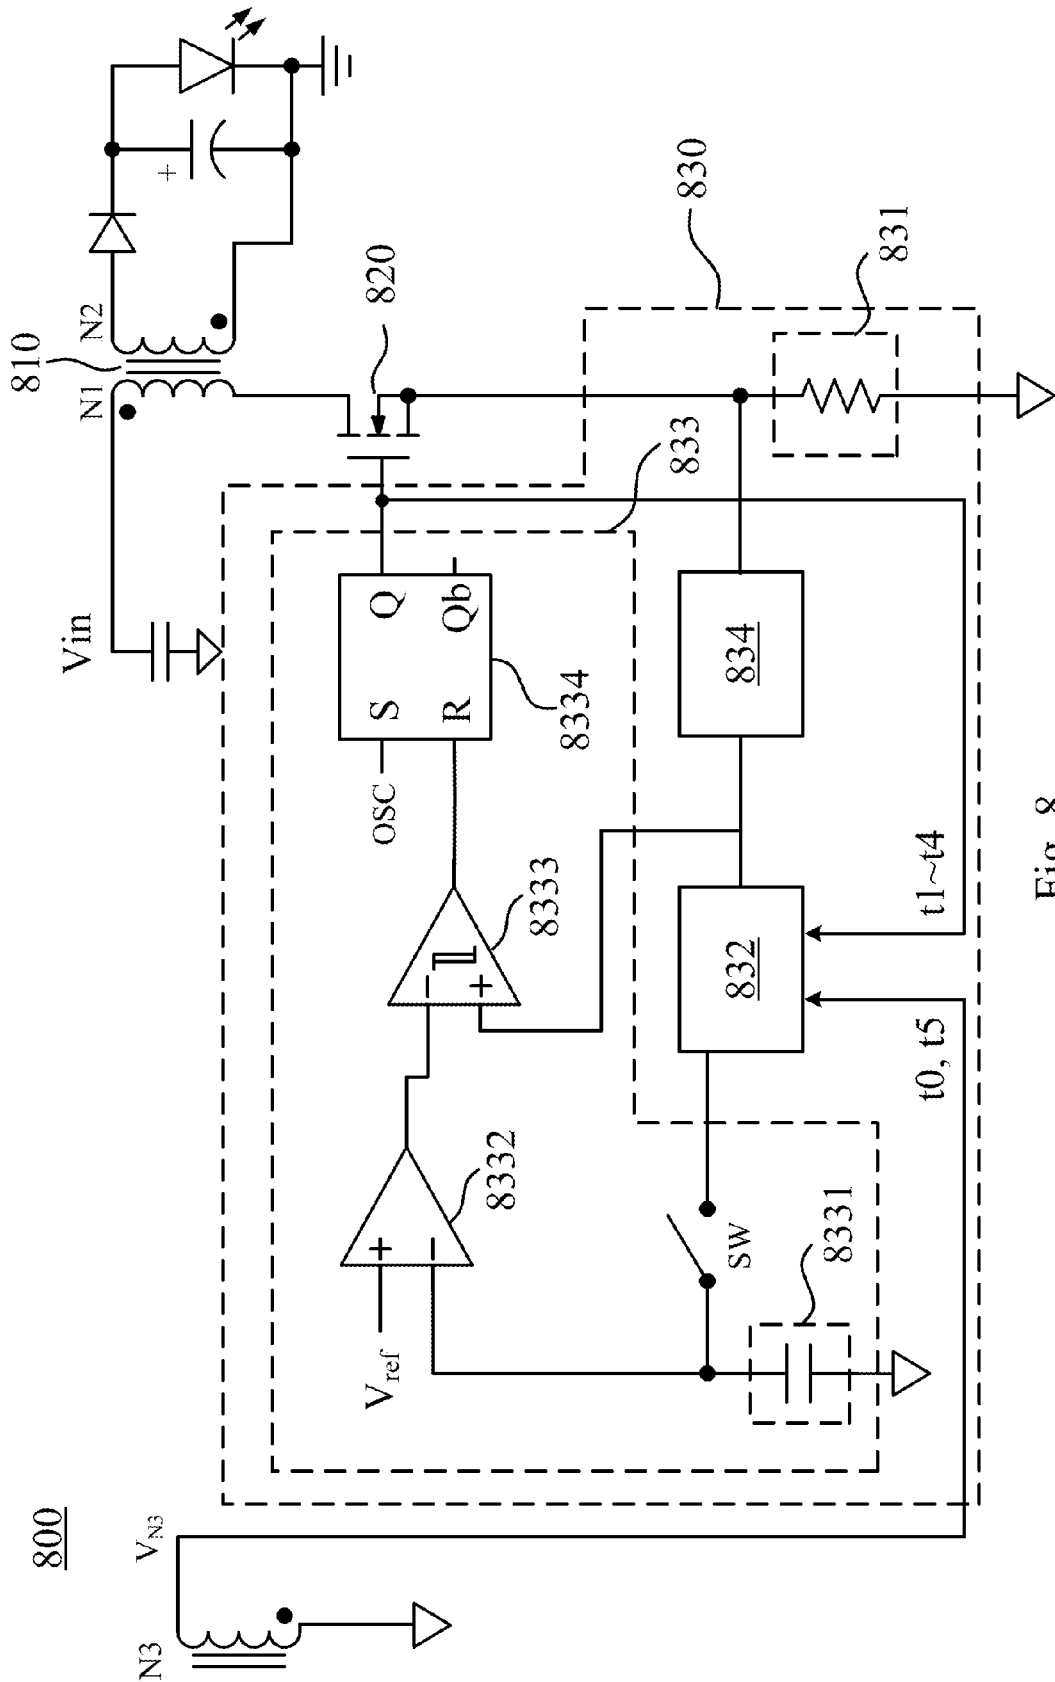 800
N3
V_N3
Vin
810
N1
N2
+
820
830
831
833
OSC
S
R
Q
Qb
8334
8333
−
+
8332
+
−
V_ref
SW
8331
832
834
t0, t5
t1~t4
Fig. 8